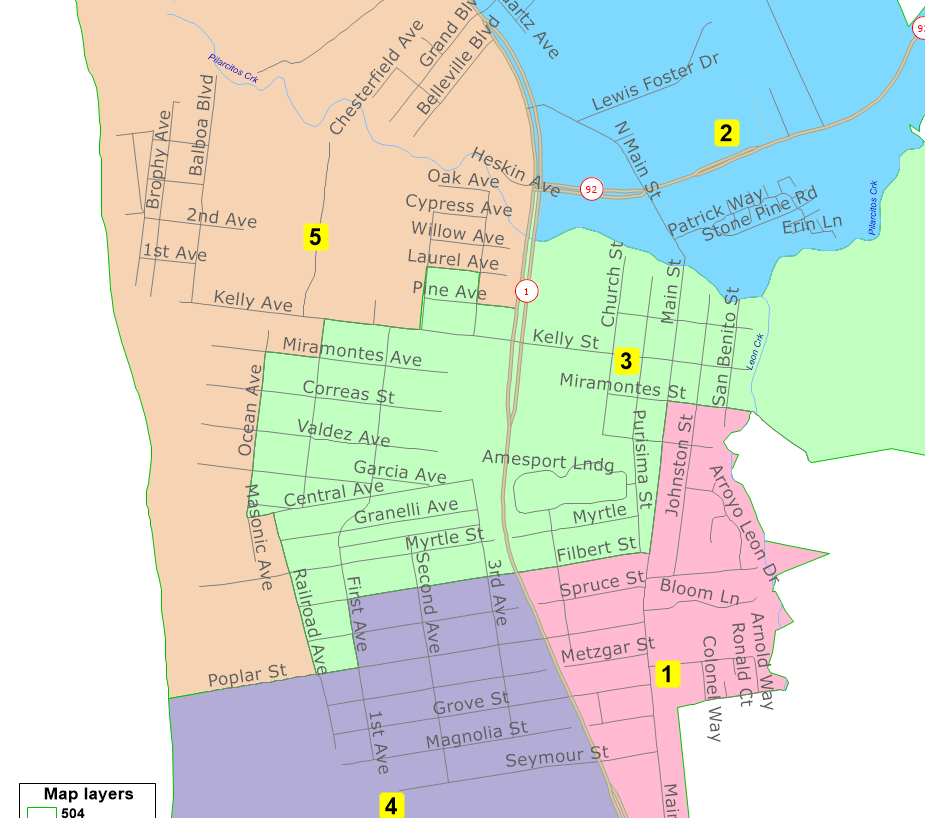 Quartz Ave
Grand Blvd
Chesterfield Ave
Belleville Blvd
Pilarcitos Crk
Lewis Foster Dr
Balboa Blvd
Brophy Ave
N Main St
2
Heskin Ave
Oak Ave
92
Cypress Ave
Patrick Way
Stone Pine Rd
Erin Ln
Pilarcitos Crk
2nd Ave
5
Willow Ave
1st Ave
Laurel Ave
Church St
Main St
Pine Ave
1
Kelly Ave
San Benito St
Kelly St
Leon Crk
3
Miramontes Ave
Miramontes St
Ocean Ave
Correas St
Valdez Ave
Purisima St
Johnston St
Amesport Lndg
Garcia Ave
Central Ave
Arroyo Leon Dr
Masonic Ave
Granelli Ave
Myrtle
Myrtle St
Filbert St
Railroad Ave
First Ave
Second Ave
3rd Ave
Spruce St
Bloom Ln
Metzgar St
Colonel Way
Ronald Ct
Arnold Way
1
Poplar St
Grove St
1st Ave
Magnolia St
Seymour St
Main
4
Map layers
504